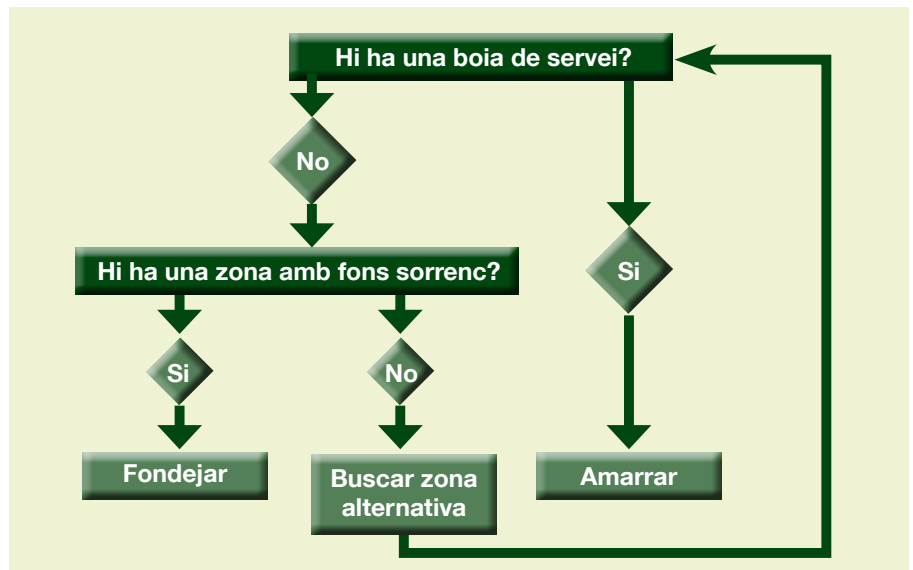 Hi ha una boia de servei?
No
Hi ha una zona amb fons sorrenc?
Si
Si
No
Fondejar
Buscar zona
alternativa
Amarrar